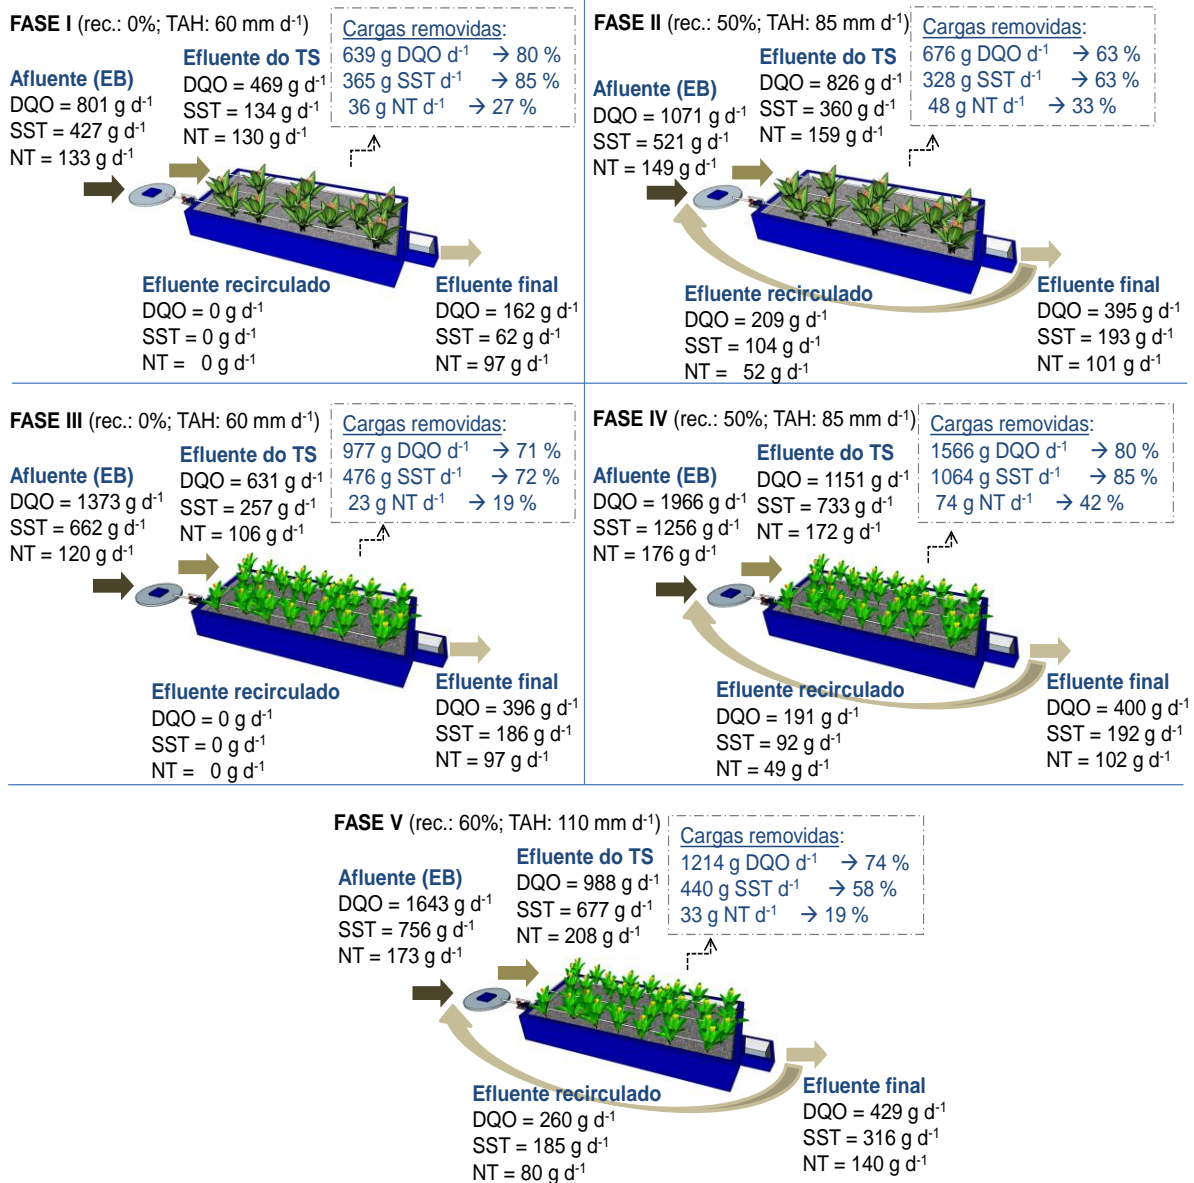 FASE I (rec.: 0%; TAH: 60 mm d-1)
Cargas removidas:
639 g DQO d-1 → 80 %
365 g SST d-1 → 85 %
36 g NT d-1 → 27 %
Efluente do TS
DQO = 469 g d-1
SST = 134 g d-1
NT = 130 g d-1
Afluente (EB)
DQO = 801 g d-1
SST = 427 g d-1
NT = 133 g d-1
Efluente recirculado
DQO = 0 g d-1
SST = 0 g d-1
NT = 0 g d-1
Efluente final
DQO = 162 g d-1
SST = 62 g d-1
NT = 97 g d-1
FASE II (rec.: 50%; TAH: 85 mm d-1)
Cargas removidas:
676 g DQO d-1 → 63 %
328 g SST d-1 → 63 %
48 g NT d-1 → 33 %
Efluente do TS
DQO = 826 g d-1
SST = 360 g d-1
NT = 159 g d-1
Afluente (EB)
DQO = 1071 g d-1
SST = 521 g d-1
NT = 149 g d-1
Efluente recirculado
DQO = 209 g d-1
SST = 104 g d-1
NT = 52 g d-1
Efluente final
DQO = 395 g d-1
SST = 193 g d-1
NT = 101 g d-1
FASE III (rec.: 0%; TAH: 60 mm d-1)
Cargas removidas:
977 g DQO d-1 → 71 %
476 g SST d-1 → 72 %
23 g NT d-1 → 19 %
Efluente do TS
DQO = 631 g d-1
SST = 257 g d-1
NT = 106 g d-1
Afluente (EB)
DQO = 1373 g d-1
SST = 662 g d-1
NT = 120 g d-1
Efluente recirculado
DQO = 0 g d-1
SST = 0 g d-1
NT = 0 g d-1
Efluente final
DQO = 396 g d-1
SST = 186 g d-1
NT = 97 g d-1
FASE IV (rec.: 50%; TAH: 85 mm d-1)
Cargas removidas:
1566 g DQO d-1 → 80 %
1064 g SST d-1 → 85 %
74 g NT d-1 → 42 %
Efluente do TS
DQO = 1151 g d-1
SST = 733 g d-1
NT = 172 g d-1
Afluente (EB)
DQO = 1966 g d-1
SST = 1256 g d-1
NT = 176 g d-1
Efluente recirculado
DQO = 191 g d-1
SST = 92 g d-1
NT = 49 g d-1
Efluente final
DQO = 400 g d-1
SST = 192 g d-1
NT = 102 g d-1
FASE V (rec.: 60%; TAH: 110 mm d-1)
Cargas removidas:
1214 g DQO d-1 → 74 %
440 g SST d-1 → 58 %
33 g NT d-1 → 19 %
Efluente do TS
DQO = 988 g d-1
SST = 677 g d-1
NT = 208 g d-1
Afluente (EB)
DQO = 1643 g d-1
SST = 756 g d-1
NT = 173 g d-1
Efluente recirculado
DQO = 260 g d-1
SST = 185 g d-1
NT = 80 g d-1
Efluente final
DQO = 429 g d-1
SST = 316 g d-1
NT = 140 g d-1